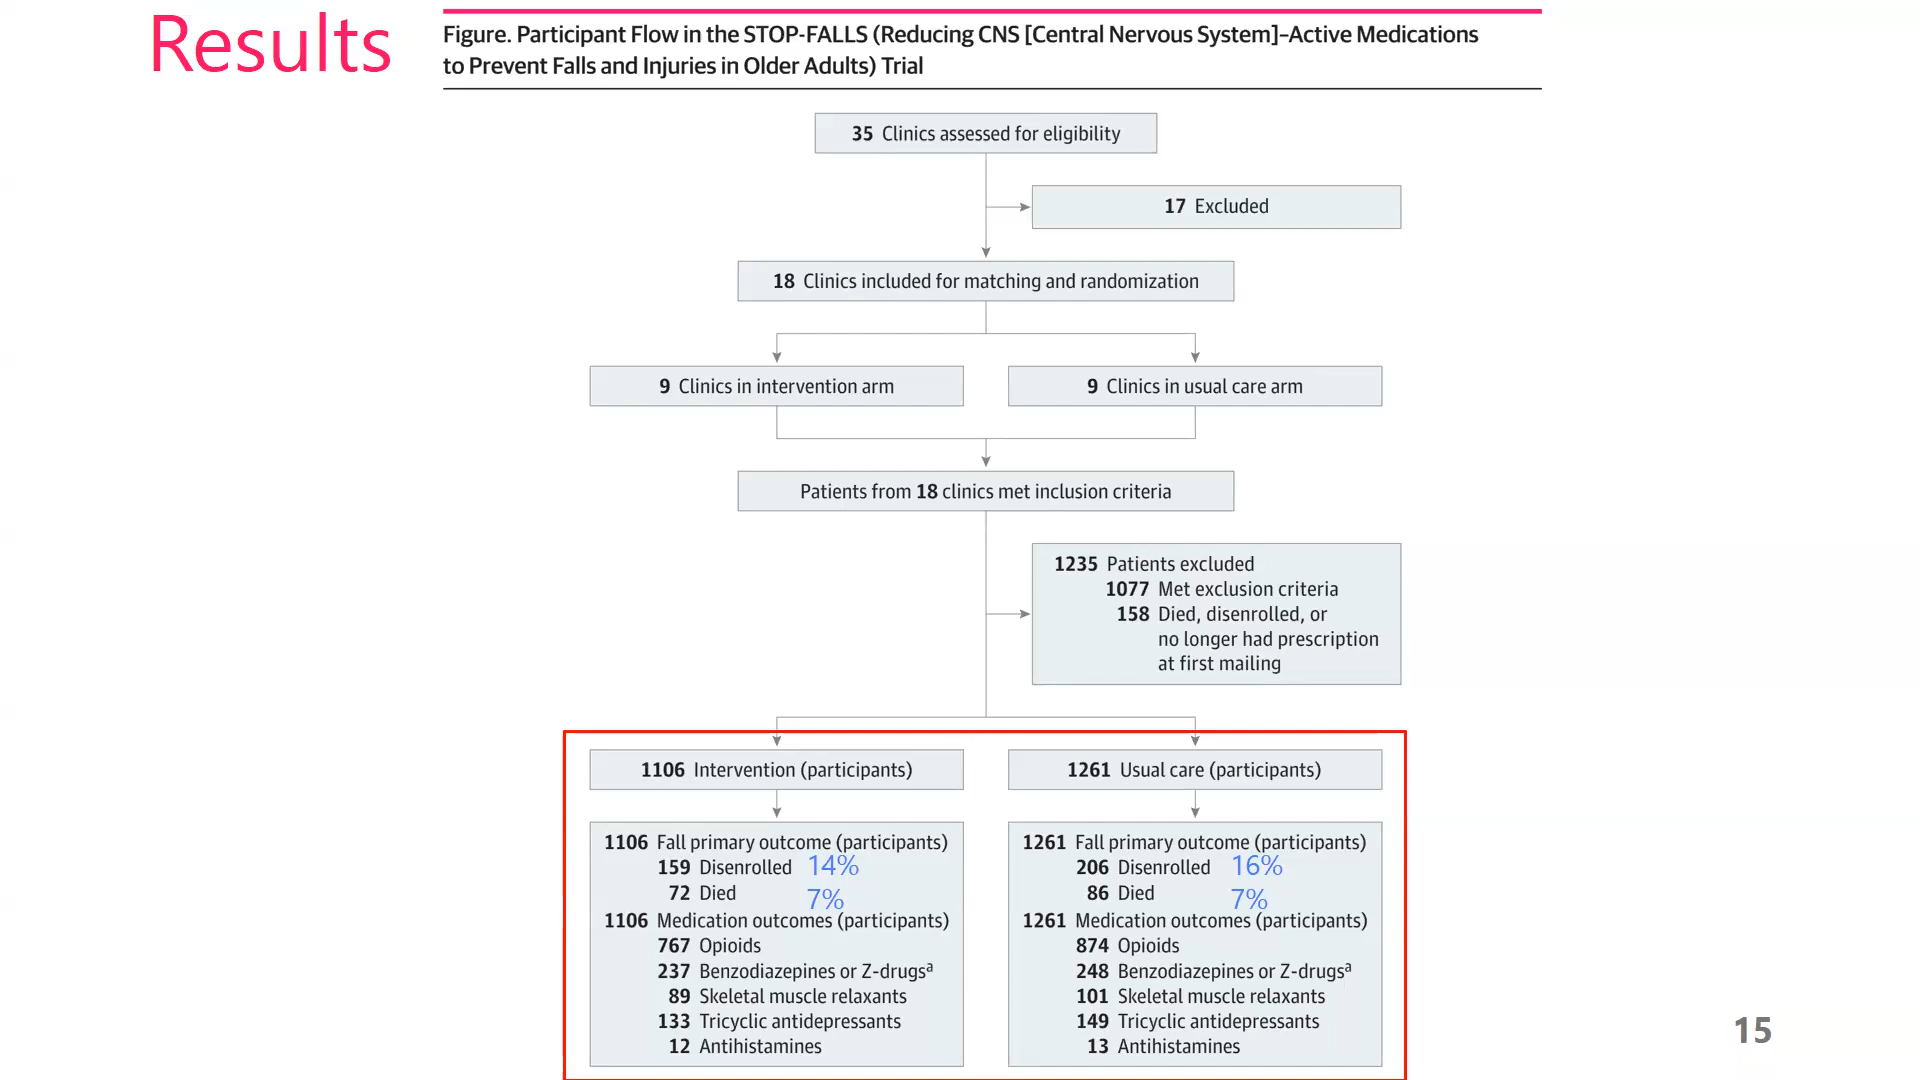 Results
Figure. Participant Flow in the STOP-FALLS (Reducing CNS [Central Nervous System]–Active Medications
to Prevent Falls and Injuries in Older Adults) Trial
35 Clinics assessed for eligibility
17 Excluded
18 Clinics included for matching and randomization
9 Clinics in intervention arm
9 Clinics in usual care arm
Patients from 18 clinics met inclusion criteria
1235 Patients excluded
1077 Met exclusion criteria
158 Died, disenrolled, or
no longer had prescription
at first mailing
1106 Intervention (participants)
1106 Fall primary outcome (participants)
159 Disenrolled 14%
72 Died 7%
1106 Medication outcomes (participants)
767 Opioids
237 Benzodiazepines or Z-drugsa
89 Skeletal muscle relaxants
133 Tricyclic antidepressants
12 Antihistamines
1261 Usual care (participants)
1261 Fall primary outcome (participants)
206 Disenrolled 16%
86 Died 7%
1261 Medication outcomes (participants)
874 Opioids
248 Benzodiazepines or Z-drugsa
101 Skeletal muscle relaxants
149 Tricyclic antidepressants
13 Antihistamines
15